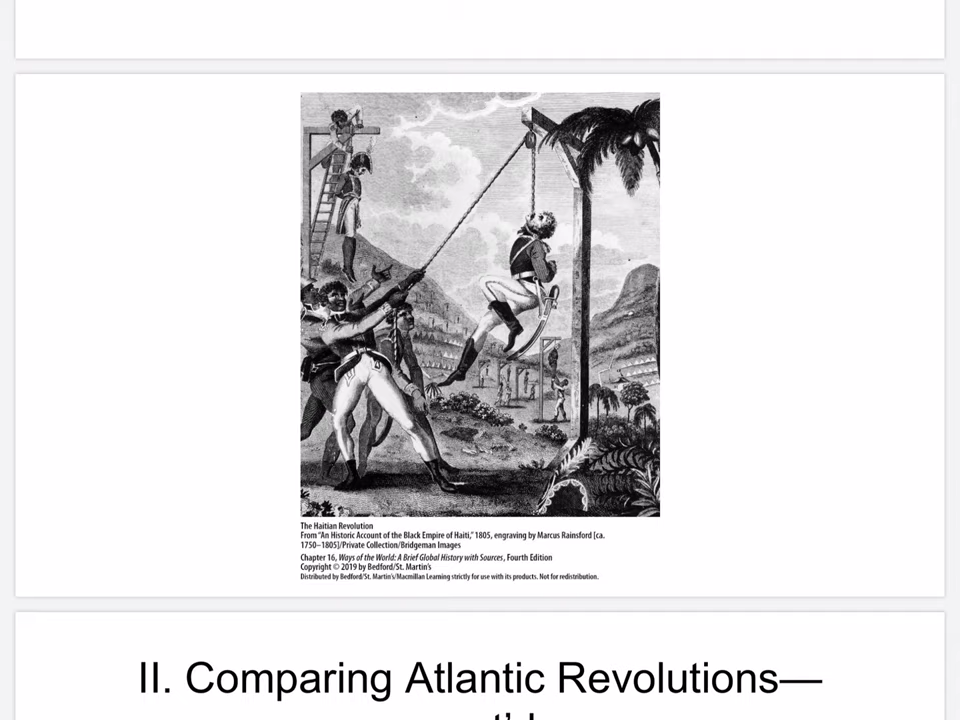 The Haitian Revolution
From "An Historic Account of the Black Empire of Haiti," 1805, engraving by Marcus Rainsford [ca.
1750–1805]/Private Collection/Bridgeman Images
Chapter 16, Ways of the World: A Brief Global History with Sources, Fourth Edition
Copyright © 2019 by Bedford/St. Martin's
Distributed by Bedford/St. Martin's/Macmillan Learning strictly for use with its products. Not for redistribution.
II. Comparing Atlantic Revolutions—